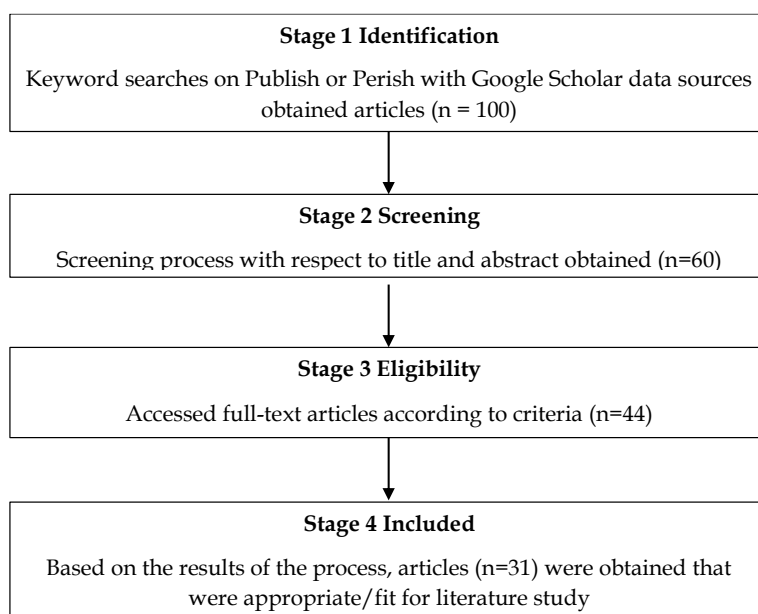 Stage 1 Identification
Keyword searches on Publish or Perish with Google Scholar data sources
obtained articles (n = 100)
Stage 2 Screening
Screening process with respect to title and abstract obtained (n=60)
Stage 3 Eligibility
Accessed full-text articles according to criteria (n=44)
Stage 4 Included
Based on the results of the process, articles (n=31) were obtained that
were appropriate/fit for literature study